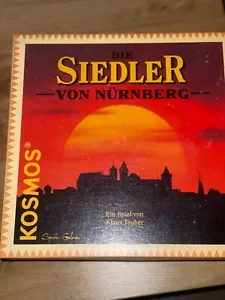 DIE
SIEDLER
VON NÜRNBERG
Ein Spiel von
Klaus Teuber
KOSMOS®